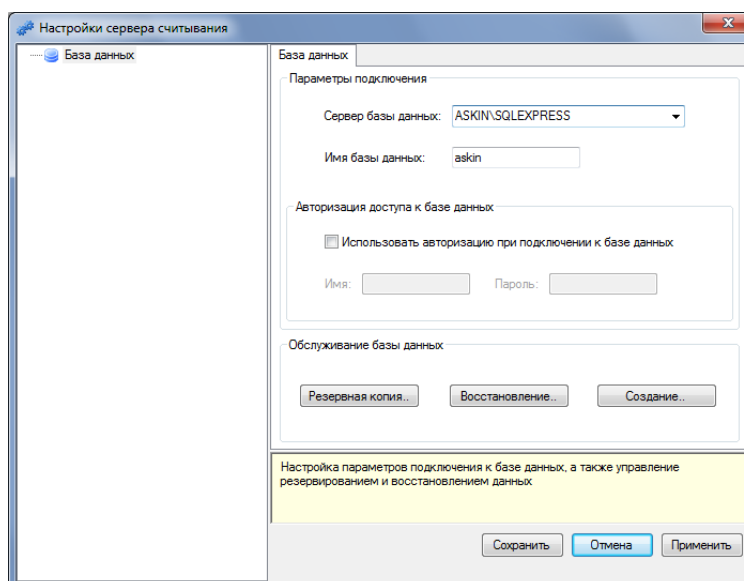 Настройки сервера считывания
База данных
База данных
Параметры подключения
Сервер базы данных: ASKIN\SQLEXPRESS
Имя базы данных: askin
Авторизация доступа к базе данных
Использовать авторизацию при подключении к базе данных
Имя: Пароль:
Обслуживание базы данных
Резервная копия.. Восстановление.. Создание..
Настройка параметров подключения к базе данных, а также управление
резервированием и восстановлением данных
Сохранить Отмена Применить